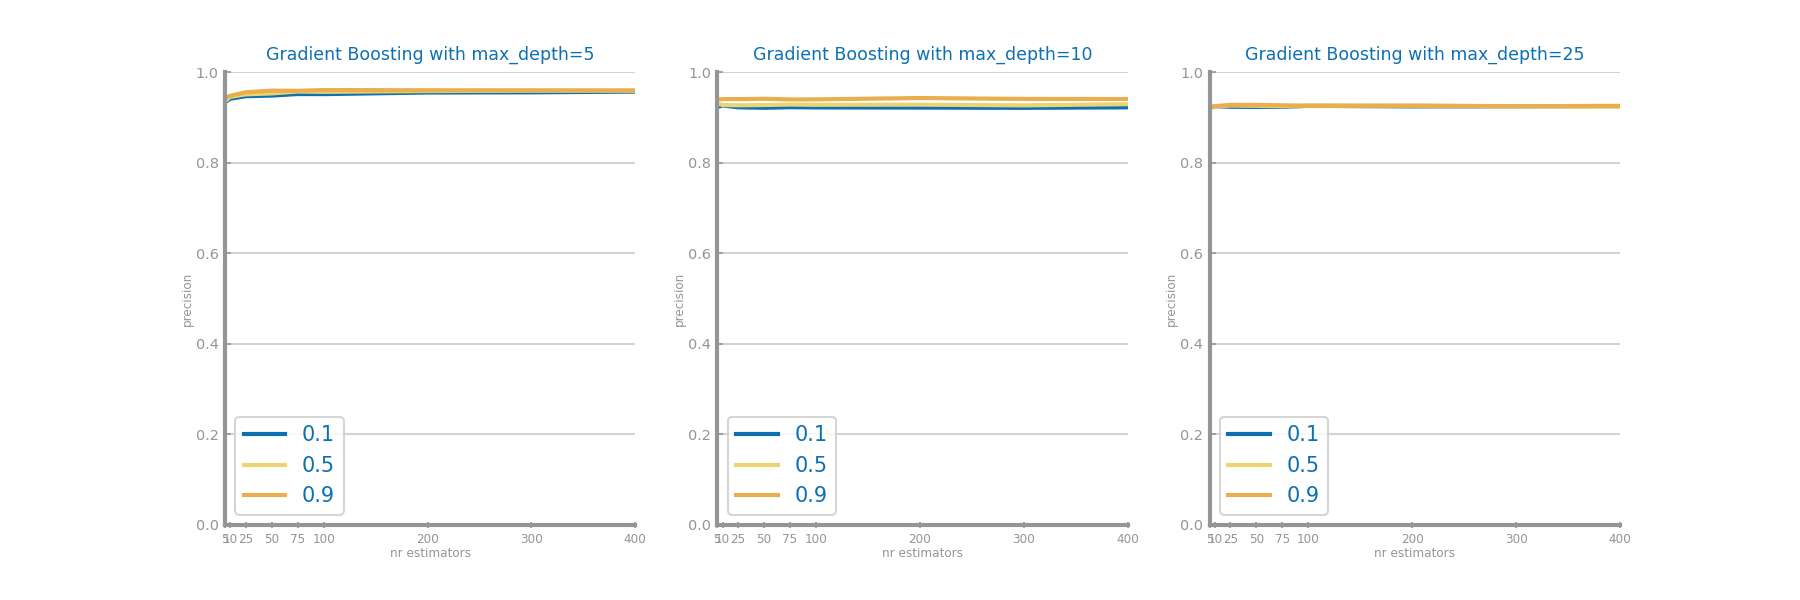 Gradient Boosting with max_depth=5
1.0
0.8
0.6
0.4
0.2
0.0
precision
0.1
0.5
0.9
5 10 25 50 75 100 200 300 400
nr estimators
Gradient Boosting with max_depth=10
1.0
0.8
0.6
0.4
0.2
0.0
precision
0.1
0.5
0.9
5 10 25 50 75 100 200 300 400
nr estimators
Gradient Boosting with max_depth=25
1.0
0.8
0.6
0.4
0.2
0.0
precision
0.1
0.5
0.9
5 10 25 50 75 100 200 300 400
nr estimators